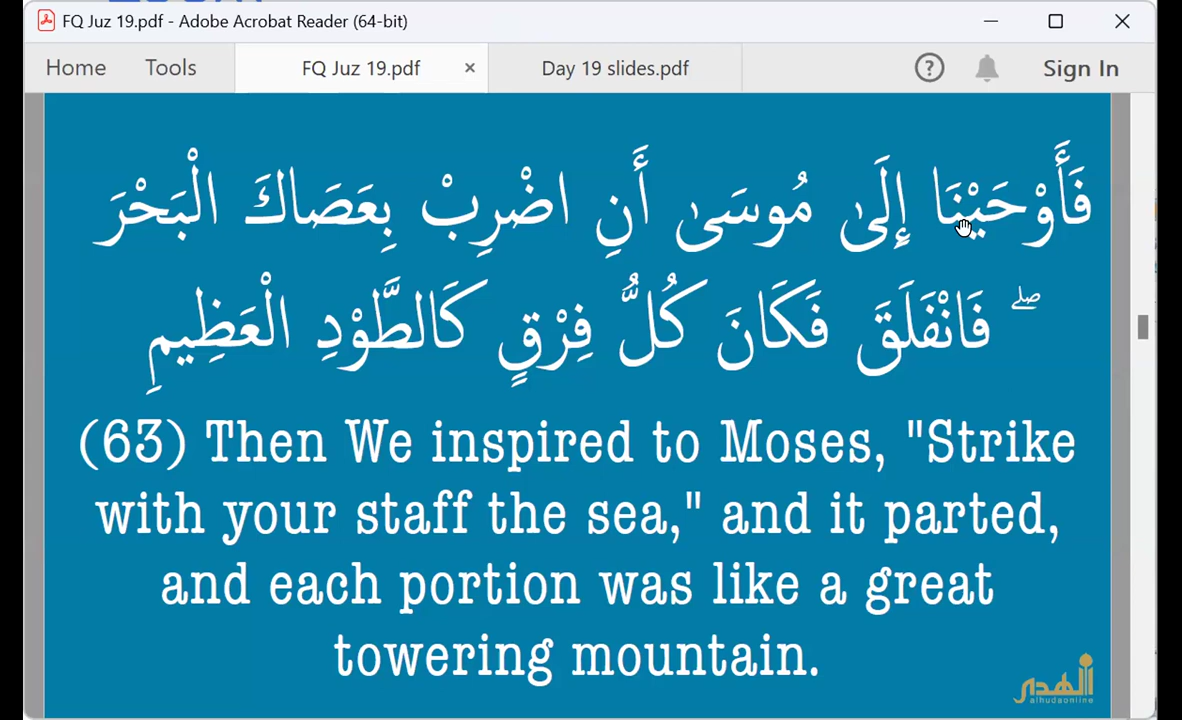 FQ Juz 19.pdf - Adobe Acrobat Reader (64-bit)
Home Tools FQ Juz 19.pdf Day 19 slides.pdf Sign In
فَأَوْحَيْنَا إِلَىٰ مُوسَىٰ أَنِ اضْرِبْ بِعَصَاكَ الْبَحْرَ
ۖ فَانْفَلَقَ فَكَانَ كُلُّ فِرْقٍ كَالطَّوْدِ الْعَظِيمِ
(63) Then We inspired to Moses, "Strike
with your staff the sea," and it parted,
and each portion was like a great
towering mountain.
الهدى
alhudaonline